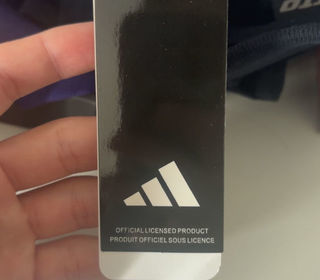 OFFICIAL LICENSED PRODUCT
PRODUIT OFFICIEL SOUS LICENCE